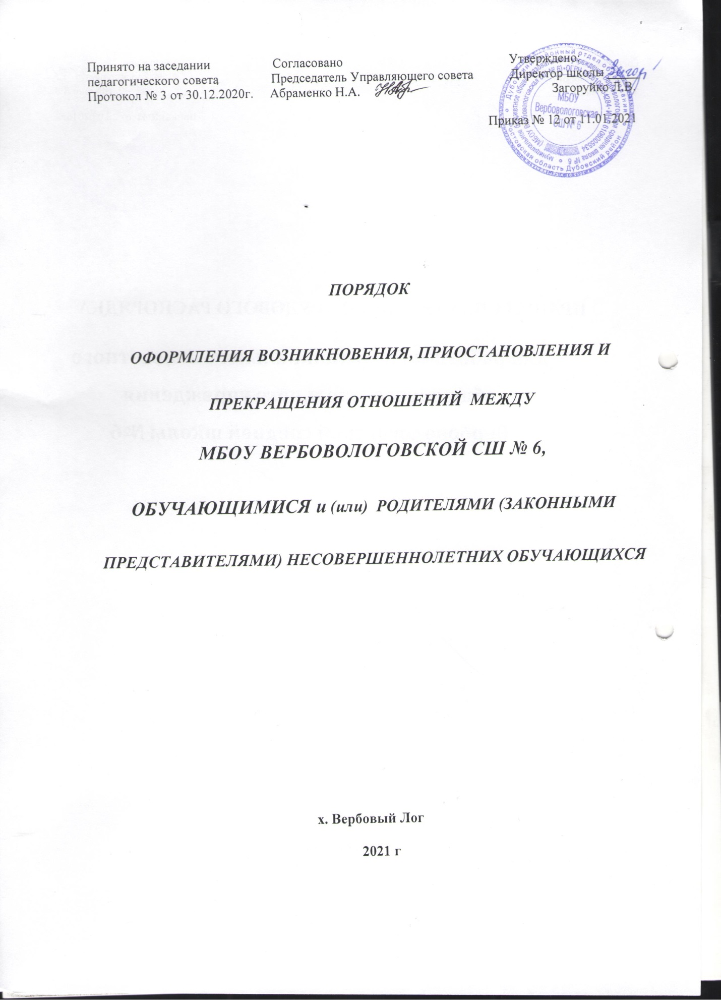 Принято на заседании
педагогического совета
Протокол № 3 от 30.12.2020г.
Согласовано
Председатель Управляющего совета
Абраменко Н.А.
Утверждено:
Директор школы
Загоруйко Л.В.
Приказ № 12 от 11.01.2021
МБОУ
Вербовологовская
СШ № 6
ПОРЯДОК
ОФОРМЛЕНИЯ ВОЗНИКНОВЕНИЯ, ПРИОСТАНОВЛЕНИЯ И
ПРЕКРАЩЕНИЯ ОТНОШЕНИЙ МЕЖДУ
МБОУ ВЕРБОВОЛОГОВСКОЙ СШ № 6,
ОБУЧАЮЩИМИСЯ и (или) РОДИТЕЛЯМИ (ЗАКОННЫМИ
ПРЕДСТАВИТЕЛЯМИ) НЕСОВЕРШЕННОЛЕТНИХ ОБУЧАЮЩИХСЯ
х. Вербовый Лог
2021 г